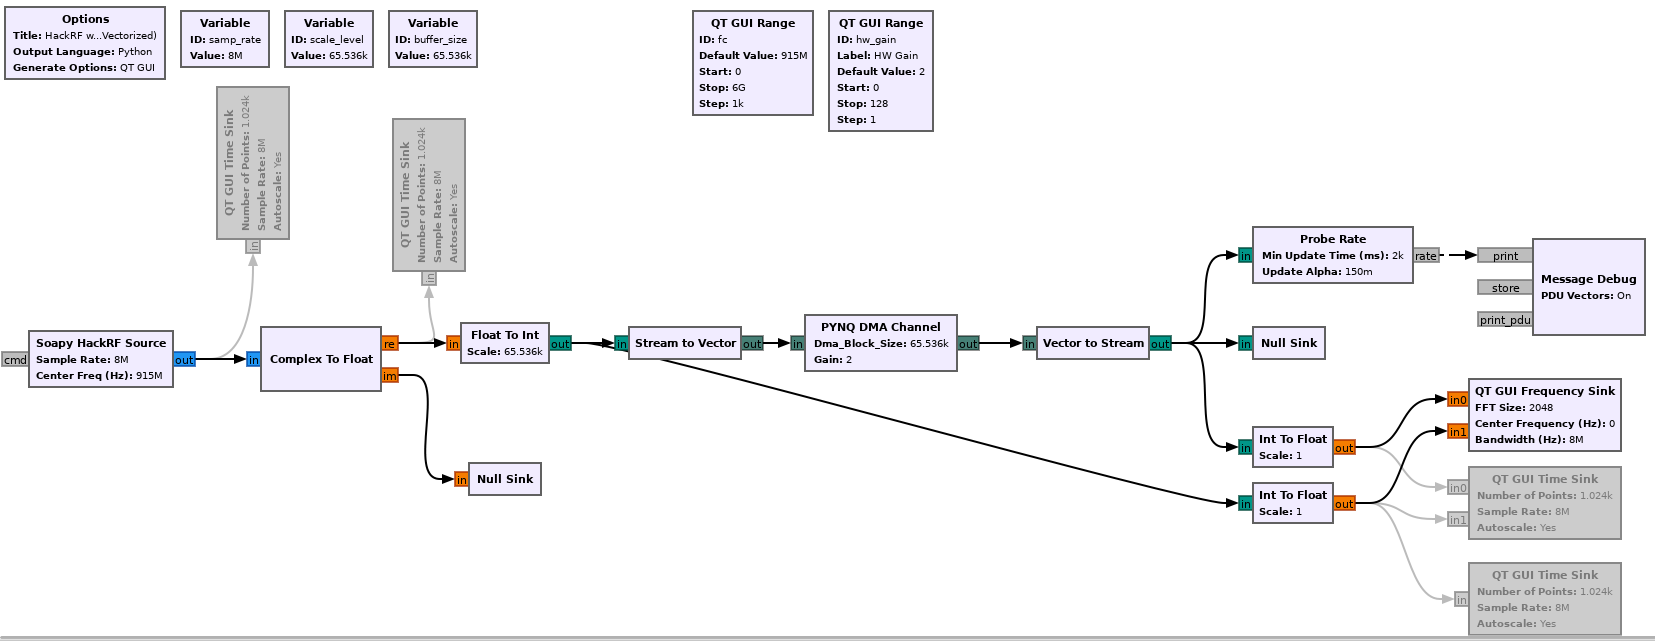 Options
Title: HackRF w...Vectorized)
Output Language: Python
Generate Options: QT GUI
Variable
ID: samp_rate
Value: 8M
Variable
ID: scale_level
Value: 65.536k
Variable
ID: buffer_size
Value: 65.536k
QT GUI Range
ID: fc
Default Value: 915M
Start: 0
Stop: 6G
Step: 1k
QT GUI Range
ID: hw_gain
Label: HW Gain
Default Value: 2
Start: 0
Stop: 128
Step: 1
QT GUI Time Sink
Number of Points: 1.024k
Sample Rate: 8M
Autoscale: Yes
in
QT GUI Time Sink
Number of Points: 1.024k
Sample Rate: 8M
Autoscale: Yes
in
cmd
Soapy HackRF Source
Sample Rate: 8M
Center Freq (Hz): 915M
out
in
Complex To Float
re
im
in
Null Sink
in
Float To Int
Scale: 65.536k
out
in
Stream to Vector
out
in
PYNQ DMA Channel
Dma_Block_Size: 65.536k
Gain: 2
out
in
Vector to Stream
out
in
Probe Rate
Min Update Time (ms): 2k
Update Alpha: 150m
rate
print
store
print_pdu
Message Debug
PDU Vectors: On
in
Null Sink
in
Int To Float
Scale: 1
out
in
Int To Float
Scale: 1
out
in0
in1
QT GUI Frequency Sink
FFT Size: 2048
Center Frequency (Hz): 0
Bandwidth (Hz): 8M
in0
in1
QT GUI Time Sink
Number of Points: 1.024k
Sample Rate: 8M
Autoscale: Yes
in
QT GUI Time Sink
Number of Points: 1.024k
Sample Rate: 8M
Autoscale: Yes